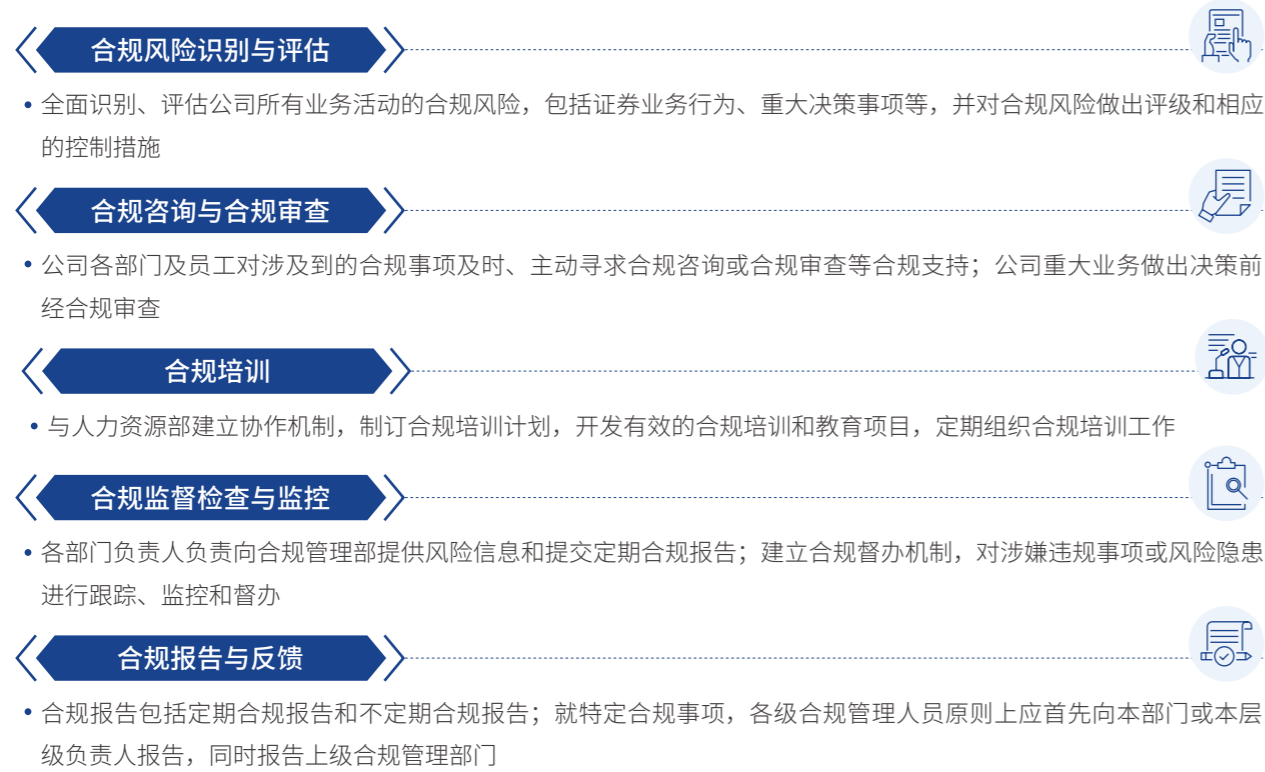 合规风险识别与评估
• 全面识别、评估公司所有业务活动的合规风险，包括证券业务行为、重大决策事项等，并对合规风险做出评级和相应
的控制措施
合规咨询与合规审查
• 公司各部门及员工对涉及到的合规事项及时、主动寻求合规咨询或合规审查等合规支持；公司重大业务做出决策前
经合规审查
合规培训
• 与人力资源部建立协作机制，制订合规培训计划，开发有效的合规培训和教育项目，定期组织合规培训工作
合规监督检查与监控
• 各部门负责人负责向合规管理部提供风险信息和提交定期合规报告；建立合规督办机制，对涉嫌违规事项或风险隐患
进行跟踪、监控和督办
合规报告与反馈
• 合规报告包括定期合规报告和不定期合规报告；就特定合规事项，各级合规管理人员原则上应首先向本部门或本层
级负责人报告，同时报告上级合规管理部门